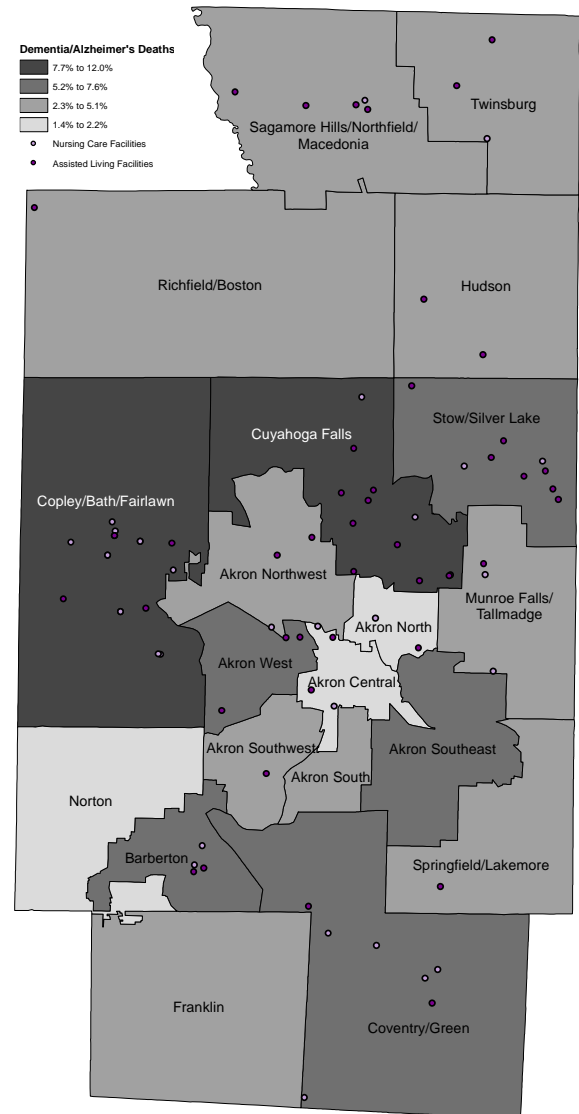 Dementia/Alzheimer's Deaths
7.7% to 12.0%
5.2% to 7.6%
2.3% to 5.1%
1.4% to 2.2%
Nursing Care Facilities
Assisted Living Facilities
Twinsburg
Sagamore Hills/Northfield/
Macedonia
Richfield/Boston
Hudson
Stow/Silver Lake
Cuyahoga Falls
Copley/Bath/Fairlawn
Akron Northwest
Munroe Falls/
Tallmadge
Akron North
Akron West
Akron Central
Akron Southwest
Akron Southeast
Akron South
Norton
Barberton
Springfield/Lakemore
Franklin
Coventry/Green